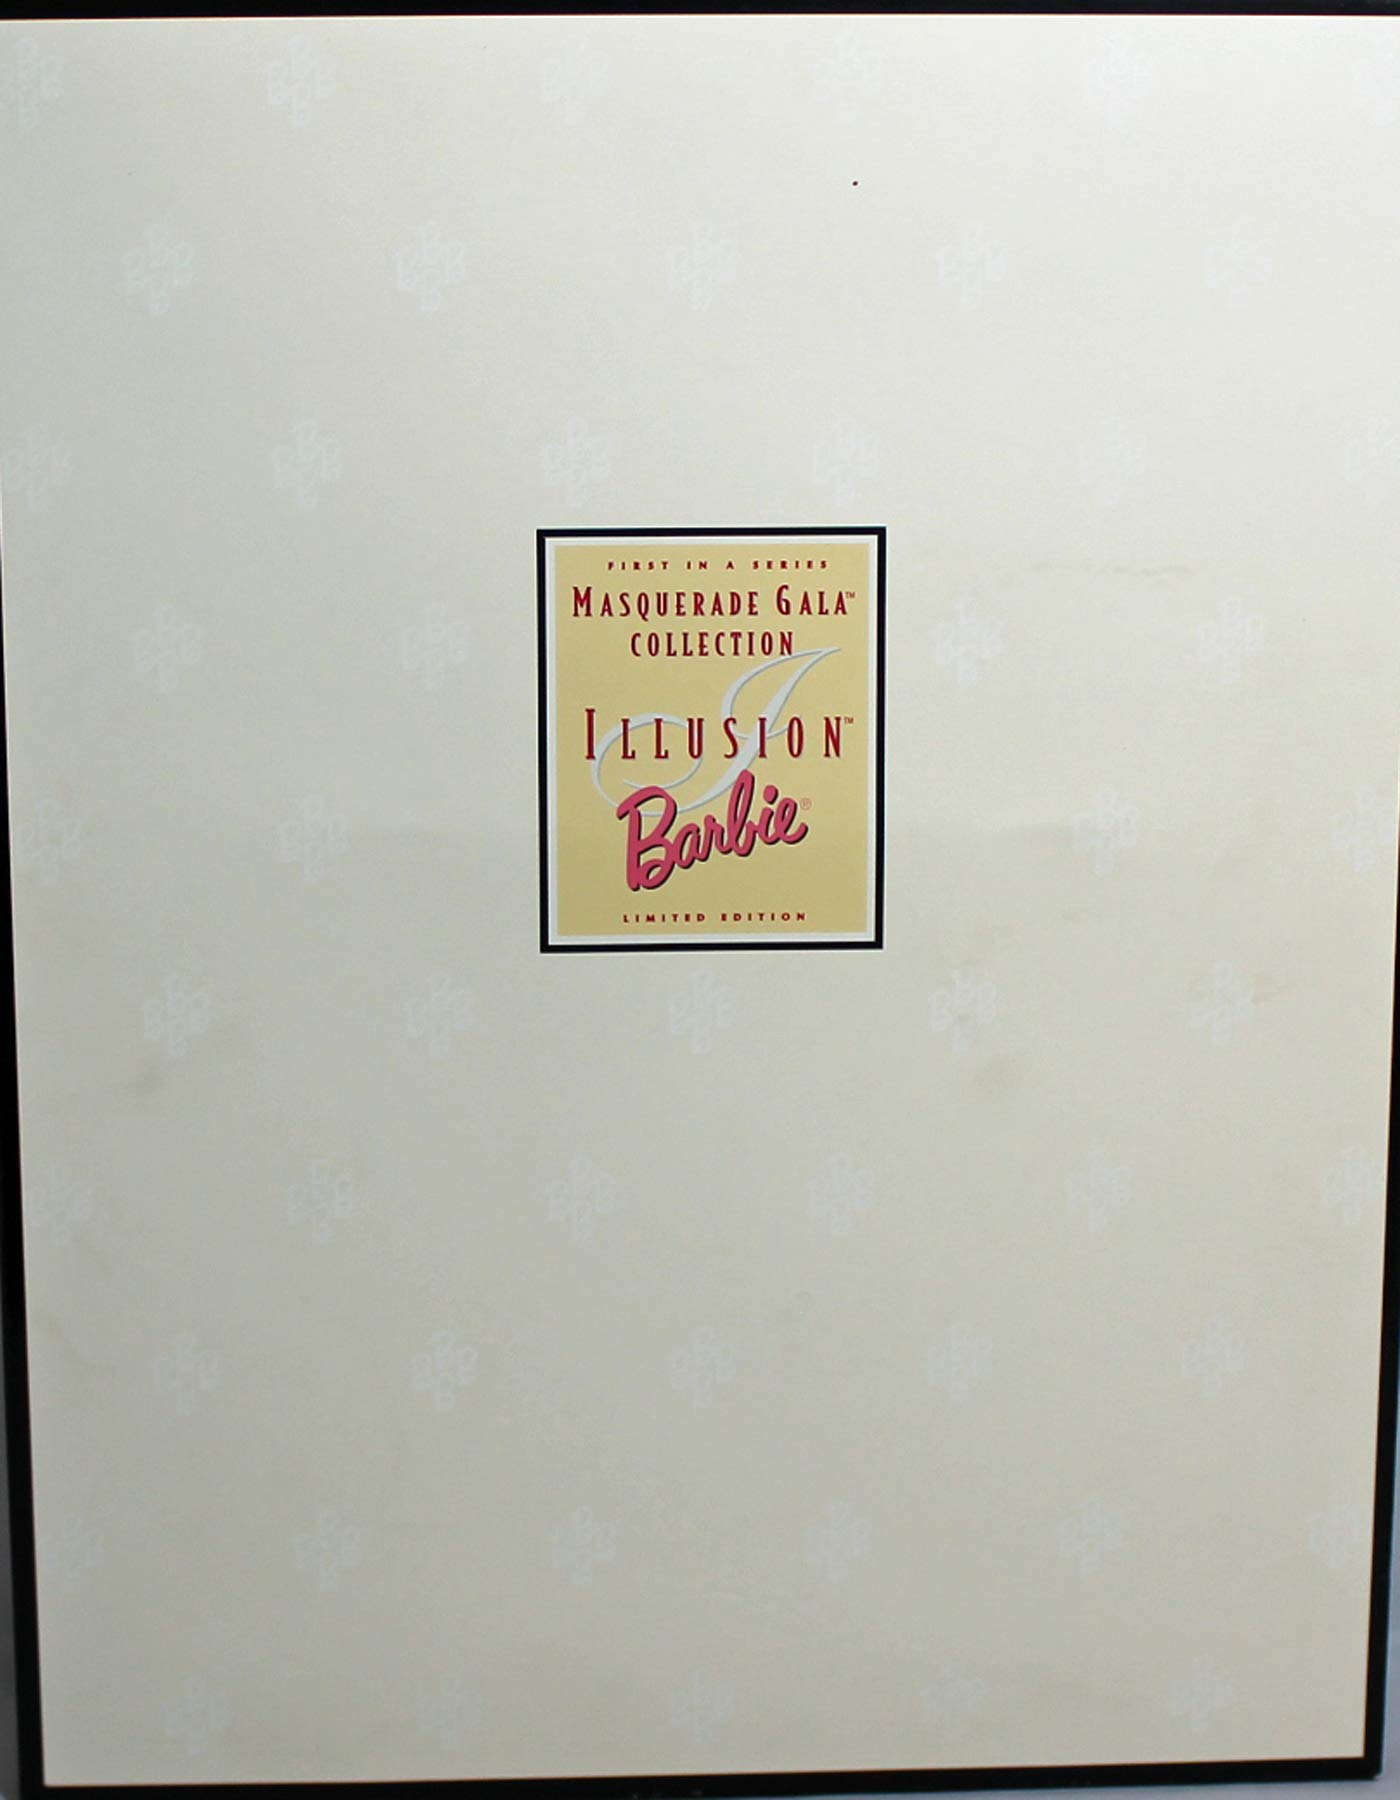 FIRST IN A SERIES
MASQUERADE GALA™
COLLECTION
ILLUSION™
Barbie®
LIMITED EDITION